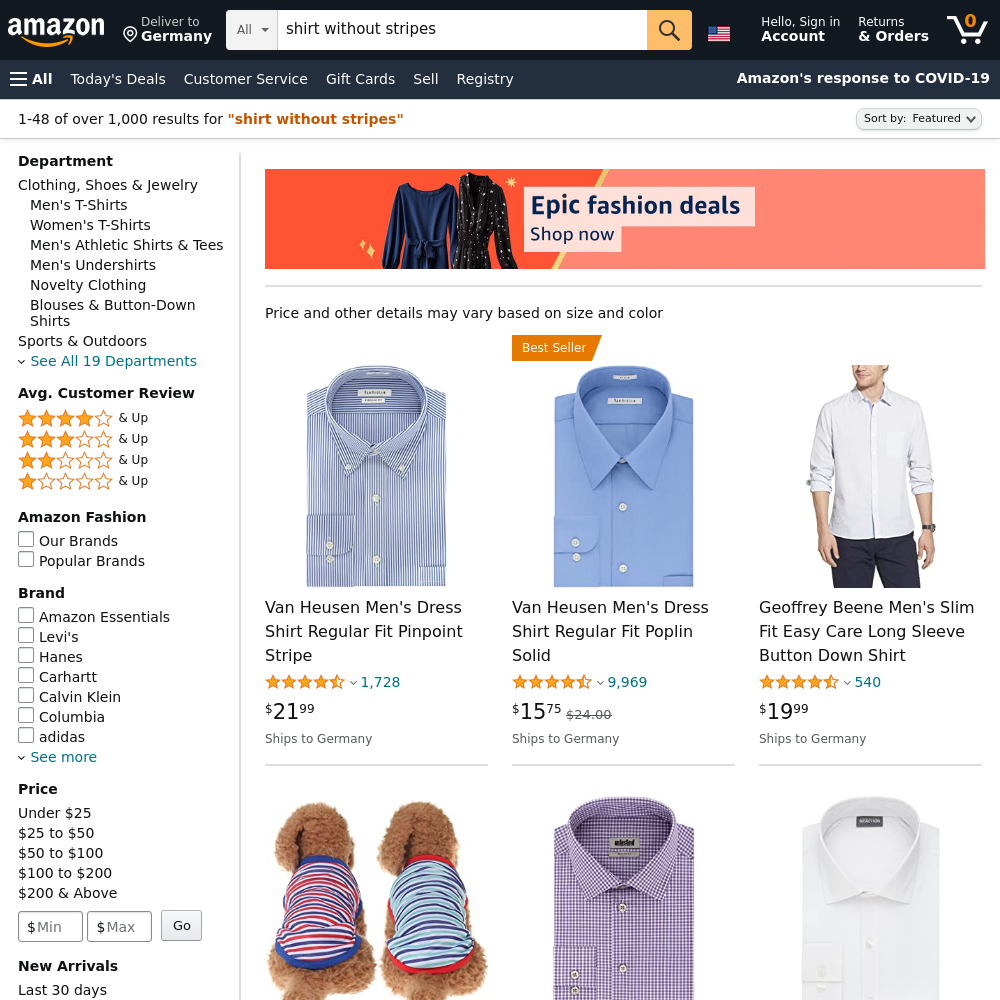 amazon
Deliver to
Germany
All
shirt without stripes
Hello, Sign in
Account
Returns
& Orders
0
All
Today's Deals
Customer Service
Gift Cards
Sell
Registry
Amazon's response to COVID-19
1-48 of over 1,000 results for "shirt without stripes"
Sort by: Featured
Department
Clothing, Shoes & Jewelry
Men's T-Shirts
Women's T-Shirts
Men's Athletic Shirts & Tees
Men's Undershirts
Novelty Clothing
Blouses & Button-Down
Shirts
Sports & Outdoors
See All 19 Departments
Avg. Customer Review
& Up
& Up
& Up
& Up
Amazon Fashion
Our Brands
Popular Brands
Brand
Amazon Essentials
Levi's
Hanes
Carhartt
Calvin Klein
Columbia
adidas
See more
Price
Under $25
$25 to $50
$50 to $100
$100 to $200
$200 & Above
$ Min
$ Max
Go
New Arrivals
Last 30 days
Epic fashion deals
Shop now
Price and other details may vary based on size and color
Van Heusen Men's Dress
Shirt Regular Fit Pinpoint
Stripe
1,728
$21 99
Ships to Germany
Best Seller
Van Heusen Men's Dress
Shirt Regular Fit Poplin
Solid
9,969
$15 75 $24.00
Ships to Germany
Geoffrey Beene Men's Slim
Fit Easy Care Long Sleeve
Button Down Shirt
540
$19 99
Ships to Germany